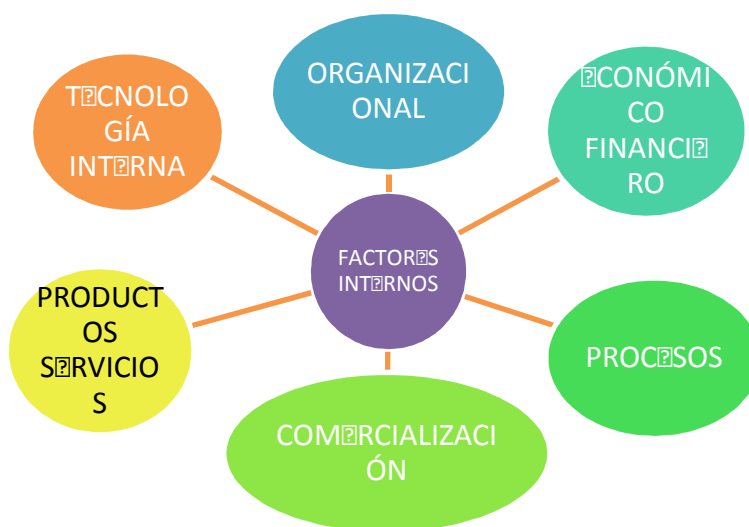 ORGANIZACI
ONAL
T�CNOLO
GÍA
INT�RNA
�CONÓMI
CO
FINANCI�
RO
FACTOR�S
INT�RNOS
PRODUCT
OS
S�RVICIO
S
PROC�SOS
COM�RCIALIZACI
ÓN